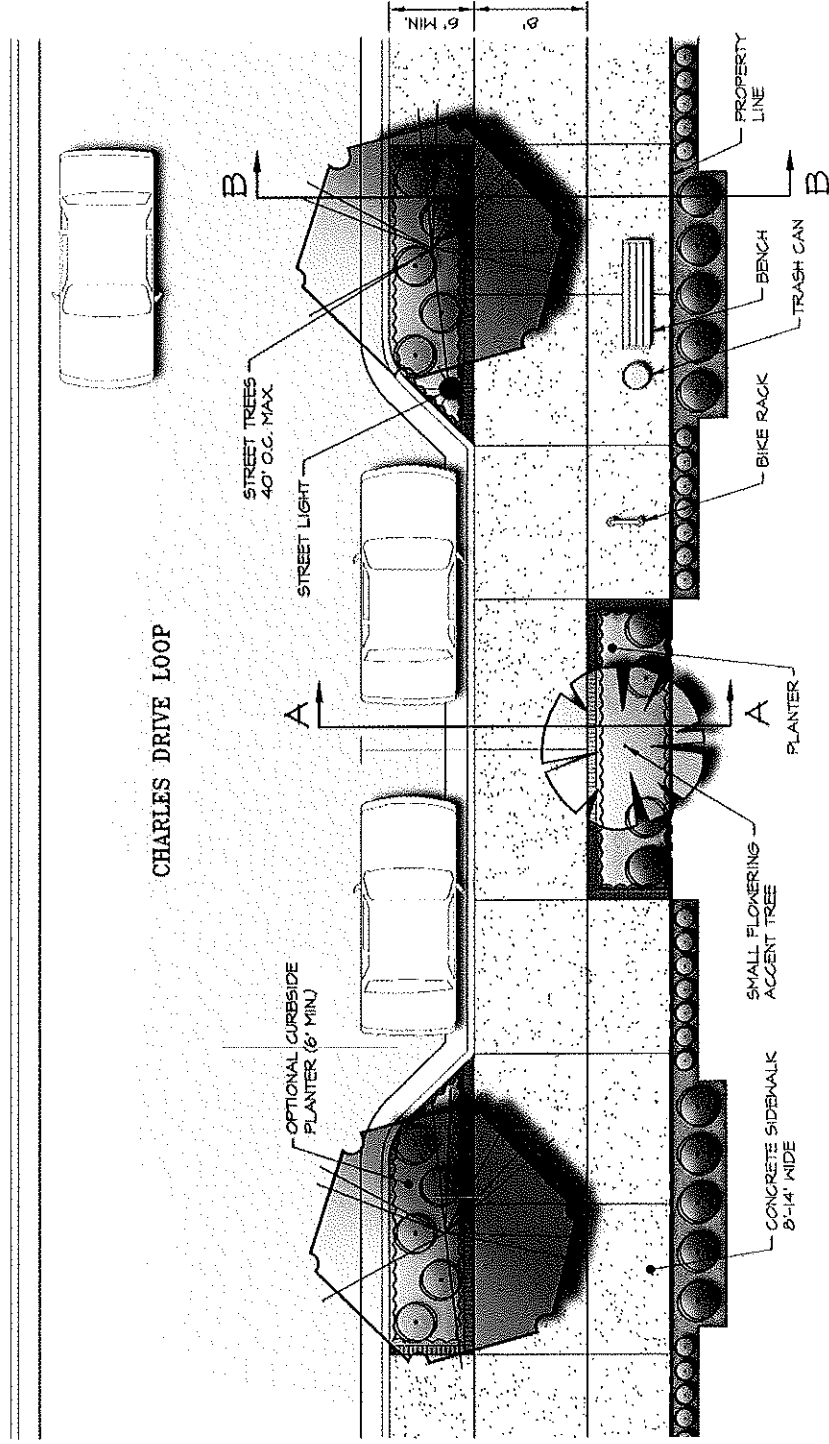 CHARLES DRIVE LOOP
OPTIONAL CURBSIDE
PLANTER (6' MIN.)
STREET LIGHT
STREET TREES
40' O.C. MAX.
6' MIN.
8'
A
A
B
B
CONCRETE SIDEWALK
8'-14' WIDE
SMALL FLOWERING
ACCENT TREE
PLANTER
BIKE RACK
TRASH CAN
BENCH
PROPERTY
LINE